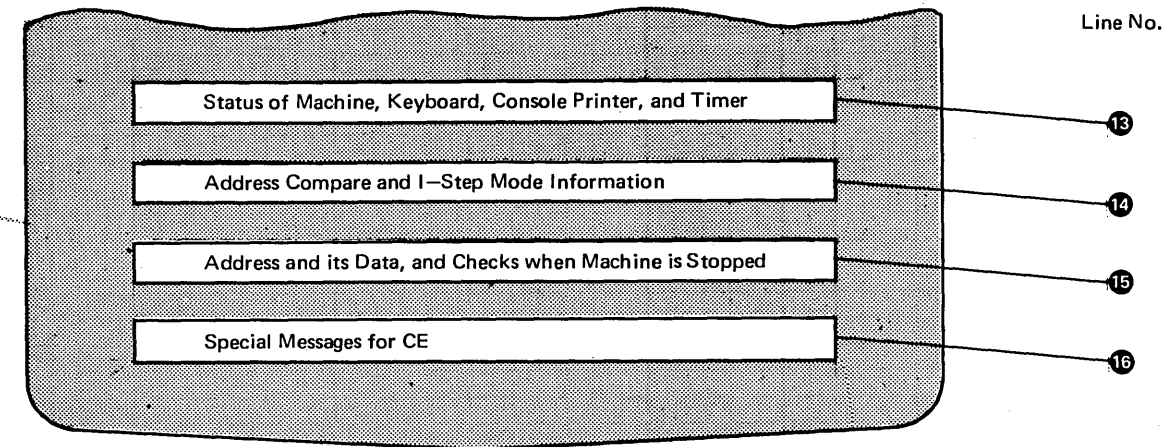 Line No.
Status of Machine, Keyboard, Console Printer, and Timer
13
Address Compare and I—Step Mode Information
14
Address and its Data, and Checks when Machine is Stopped
15
Special Messages for CE
16